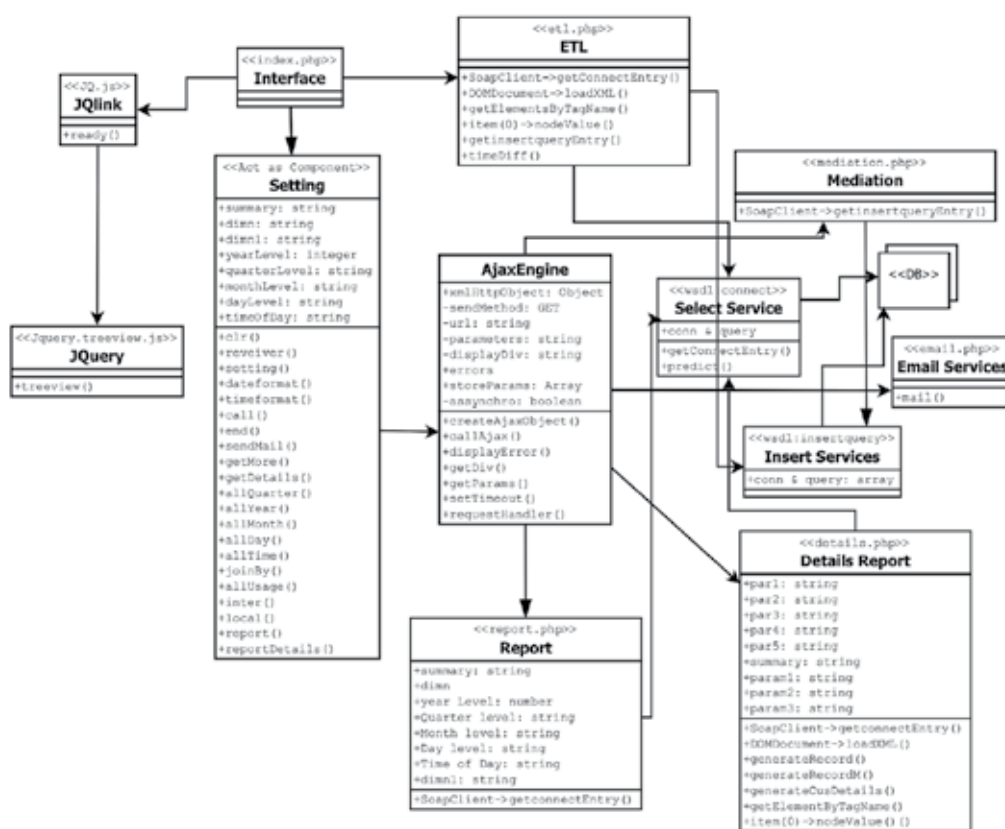 <<etl.php>>
ETL
+SoapClient->getConnectEntry()
+DOMDocument->loadXML()
+getElementsByTagName()
+item(0)->nodeValue()
+getinsertqueryEntry()
+timeDiff()
<<index.php>>
Interface
<<JQ.js>>
JQlink
+ready()
<<Act as Component>>
Setting
+summary: string
+dimn: string
+dimn1: string
+yearLevel: integer
+quarterLevel: string
+monthLevel: string
+dayLevel: string
+timeOfDay: string
+clr()
+reveiver()
+setting()
+dateformat()
+timeformat()
+call()
+end()
+sendMail()
+getMore()
+getDetails()
+allQuarter()
+allYear()
+allMonth()
+allDay()
+allTime()
+joinBy()
+allUsage()
+inter()
+local()
+report()
+reportDetails()
<<mediation.php>>
Mediation
+SoapClient->getinsertqueryEntry()
AjaxEngine
+xmlHttpObject: Object
-sendMethod: GET
-url: string
-parameters: string
-displayDiv: string
+errors
+storeParams: Array
-assynchro: boolean
+createAjaxObject()
+callAjax()
+displayError()
+getDiv()
+getParams()
+setTimeout()
+requestHandler()
<<wsdl:connect>>
Select Service
+conn & query
+getConnectEntry()
+predict()
<<DB>>
<<Jquery.treeview.js>>
JQuery
+treeview()
<<email.php>>
Email Services
+mail()
<<wsdl:insertquery>>
Insert Services
+conn & query: array
<<details.php>>
Details Report
+par1: string
+par2: string
+par3: string
+par4: string
+par5: string
+summary: string
+param1: string
+param2: string
+param3: string
+SoapClient->getconnectEntry()
+DOMDocument->loadXML()
+generateRecord()
+generateRecordM()
+generateCusDetails()
+getElementByTagName()
+item(0)->nodeValue()()
<<report.php>>
Report
+summary: string
+dimn
+year Level: number
+Quarter level: string
+Month level: string
+Day level: string
+Time of Day: string
+dimn1: string
+SoapClient->getconnectEntry()